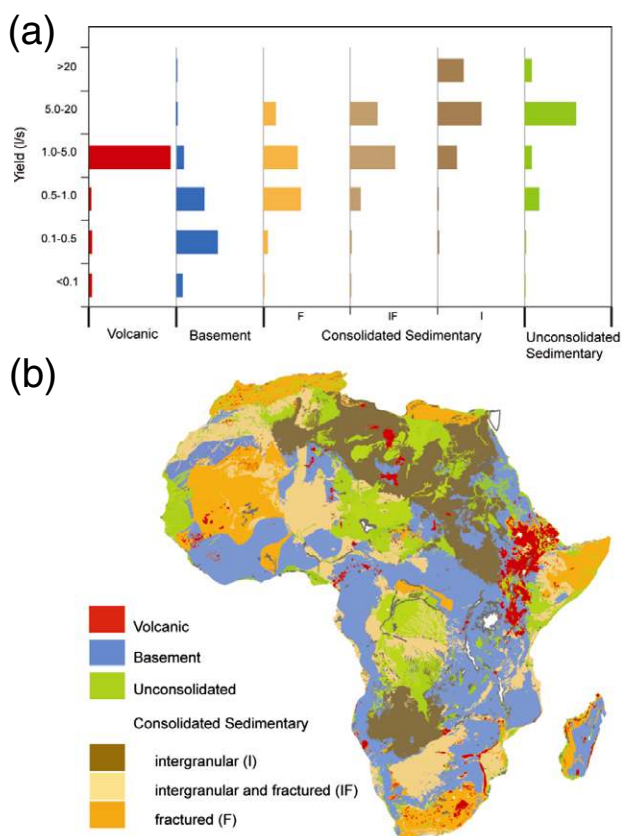 (a)
Yield (l/s)
>20
5.0-20
1.0-5.0
0.5-1.0
0.1-0.5
<0.1
F
IF
I
Volcanic
Basement
Consolidated Sedimentary
Unconsolidated
Sedimentary
(b)
Volcanic
Basement
Unconsolidated
Consolidated Sedimentary
intergranular (I)
intergranular and fractured (IF)
fractured (F)